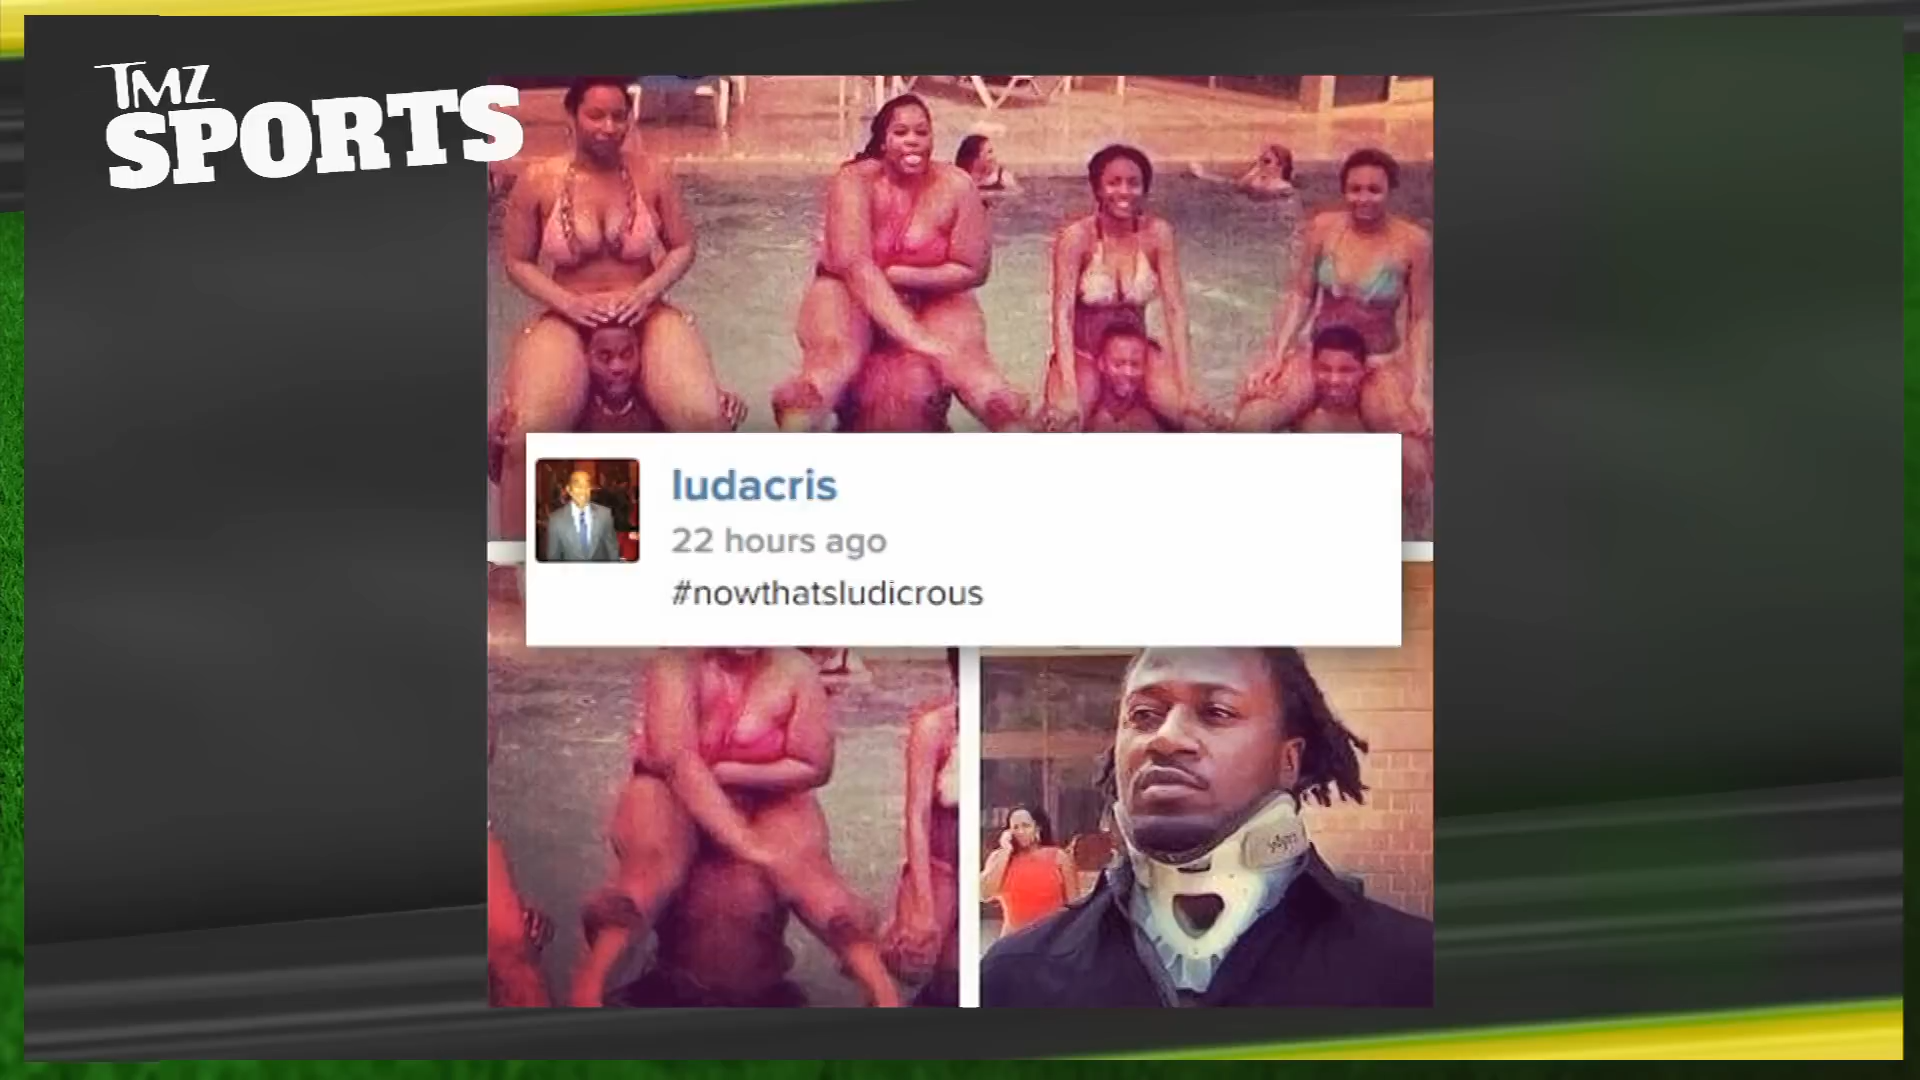 TMZ
SPORTS
ludacris
22 hours ago
#nowthatsludicrous